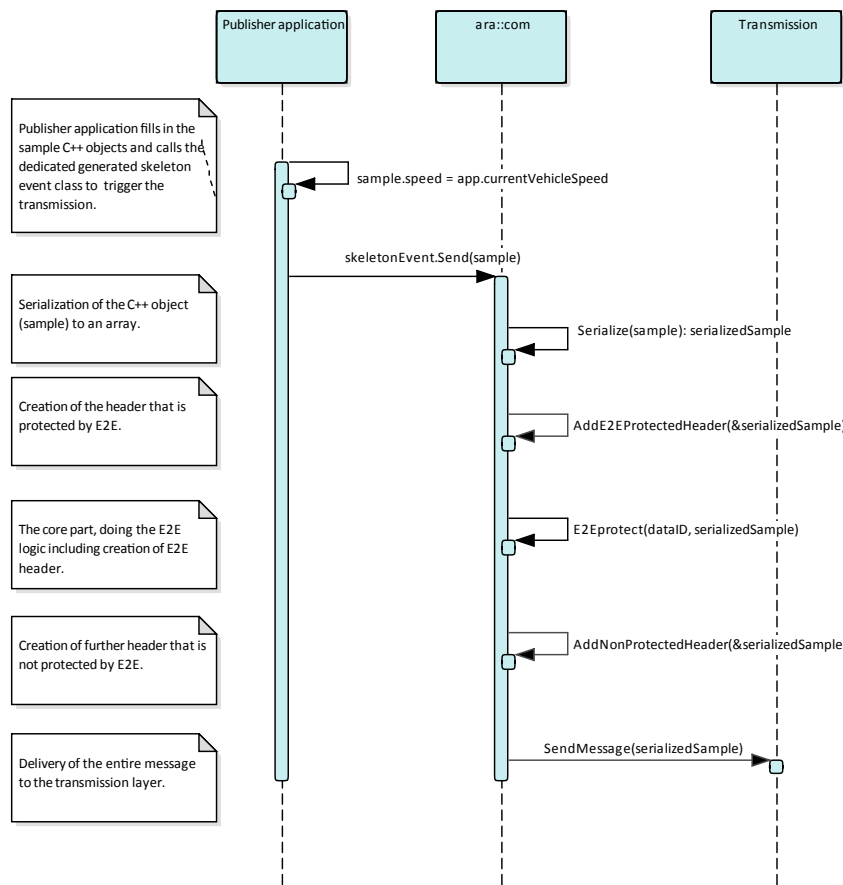 Publisher application
ara::com
Transmission
Publisher application fills in the
sample C++ objects and calls the
dedicated generated skeleton
event class to trigger the
transmission.
sample.speed = app.currentVehicleSpeed
skeletonEvent.Send(sample)
Serialization of the C++ object
(sample) to an array.
Serialize(sample): serializedSample
Creation of the header that is
protected by E2E.
AddE2EProtectedHeader(&serializedSample)
The core part, doing the E2E
logic including creation of E2E
header.
E2Eprotect(dataID, serializedSample)
Creation of further header that is
not protected by E2E.
AddNonProtectedHeader(&serializedSample
SendMessage(serializedSample)
Delivery of the entire message
to the transmission layer.